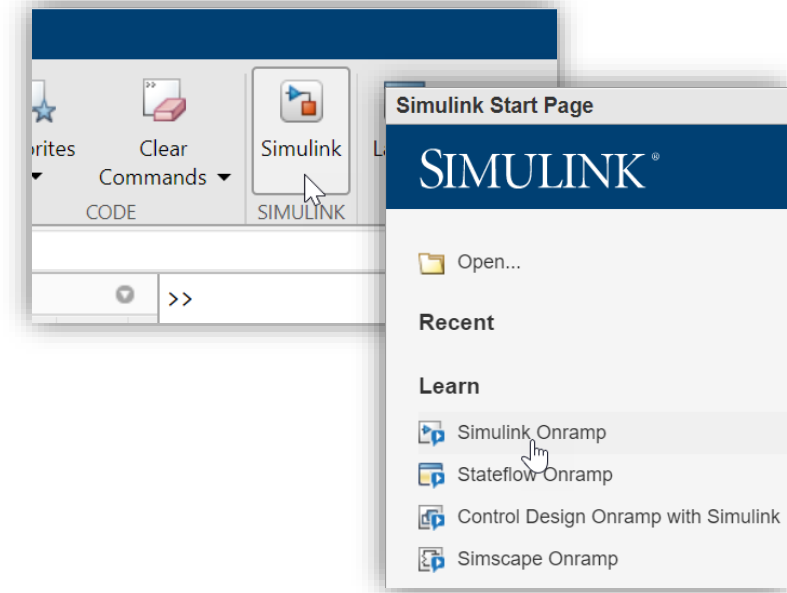 orites
Clear
Commands
Simulink
CODE
SIMULINK
>>
Simulink Start Page
SIMULINK®
Open...
Recent
Learn
Simulink Onramp
Stateflow Onramp
Control Design Onramp with Simulink
Simscape Onramp